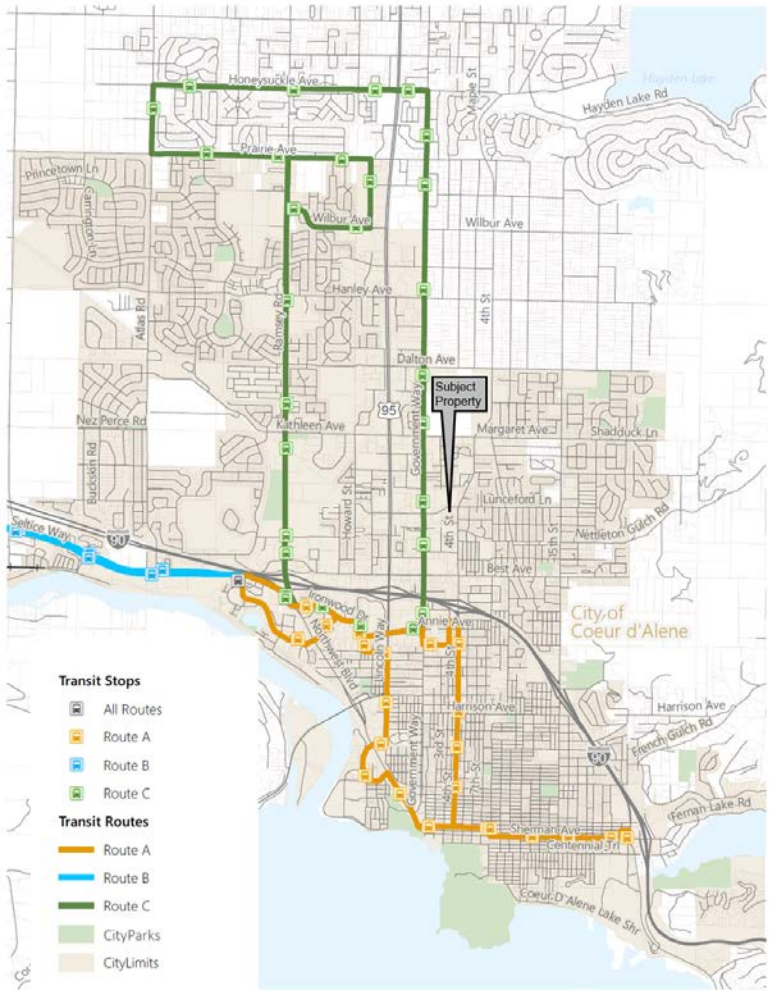 Honeysuckle Ave
Maple St
Hayden Lake
Hayden Lake Rd
Prairie Ave
Princetown Ln
Carrington Ln
Wilbur Ave
Wilbur Ave
Hanley Ave
Atlas Rd
Ramsey Rd
4th St
Dalton Ave
Subject
Property
95
Government Way
Nez Perce Rd
Kathleen Ave
Margaret Ave
Shadduck Ln
Buckskin Rd
Howard St
Lunceford Ln
4th St
15th St
Nettleton Gulch Rd
Seltice Way
90
Best Ave
Ironwood Dr
Annie Ave
City of
Coeur d'Alene
Northwest Blvd
Lincoln Way
4th St
Transit Stops
All Routes
Harrison Ave
Harrison Ave
Route A
Government Way
3rd St
French Gulch Rd
90
Route B
4th St
7th St
Route C
Fernan Lake Rd
Transit Routes
Sherman Ave
Centennial Trl
Route A
Route B
Coeur D Alene Lake Shr
Route C
CityParks
CityLimits